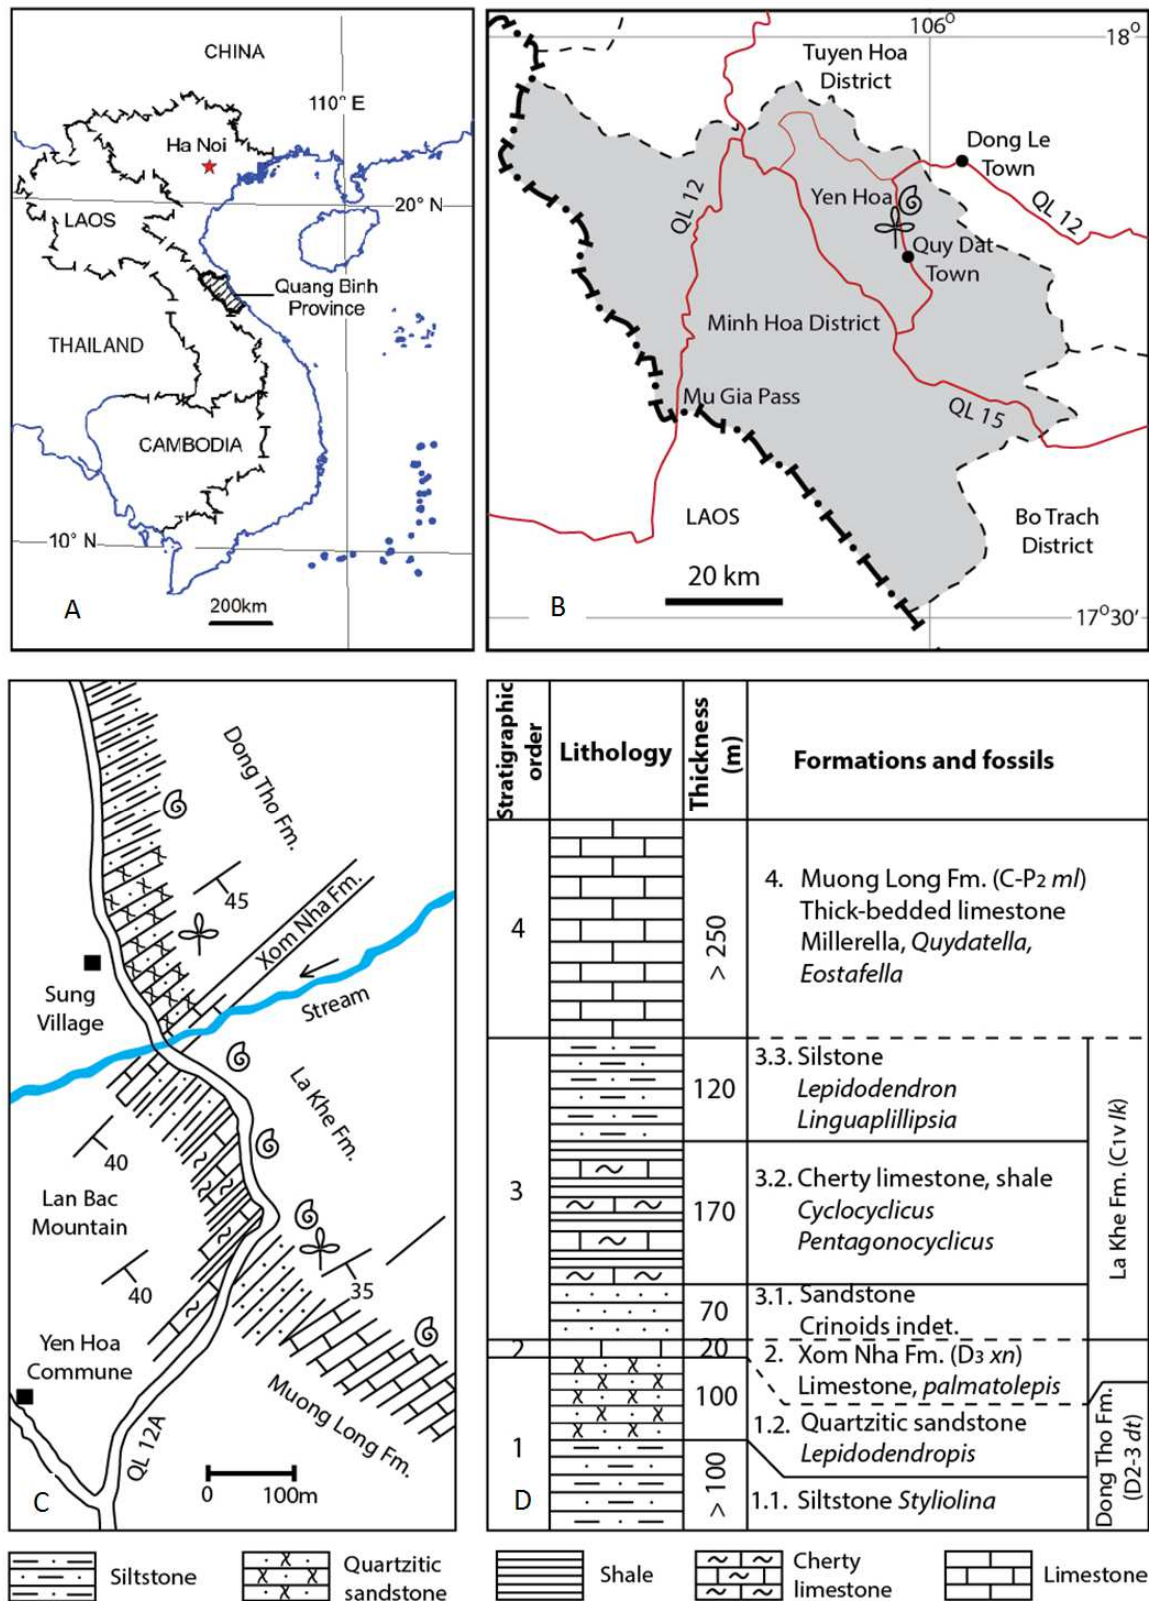 CHINA
110° E
Ha Noi
20° N
LAOS
Quang Binh
Province
THAILAND
CAMBODIA
10° N
200km
A
106°
18°
Tuyen Hoa
District
Dong Le
Town
QL 12
Yen Hoa
QL 12
Quy Dat
Town
Minh Hoa District
Mu Gia Pass
QL 15
LAOS
Bo Trach
District
20 km
B
17°30′
Dong Tho Fm.
45
Xom Nha Fm.
Sung
Village
Stream
La Khe Fm.
40
Lan Bac
Mountain
40
35
Yen Hoa
Commune
Muong Long Fm.
QL 12A
0 100m
C
Stratigraphic
order
Lithology
Thickness
(m)
Formations and fossils
4
> 250
4. Muong Long Fm. (C-P2 ml)
Thick-bedded limestone
Millerella, Quydatella,
Eostafella
3
120
3.3. Silstone
Lepidodendron
Linguaplillipsia
170
3.2. Cherty limestone, shale
Cyclocyclicus
Pentagonocyclicus
70
3.1. Sandstone
Crinoids indet.
La Khe Fm. (C1v lk)
2
20
2. Xom Nha Fm. (D3 xn)
Limestone, palmatolepis
1
100
1.2. Quartzitic sandstone
Lepidodendropis
> 100
1.1. Siltstone Styliolina
Dong Tho Fm.
(D2-3 dt)
D
Siltstone
Quartzitic
sandstone
Shale
Cherty
limestone
Limestone